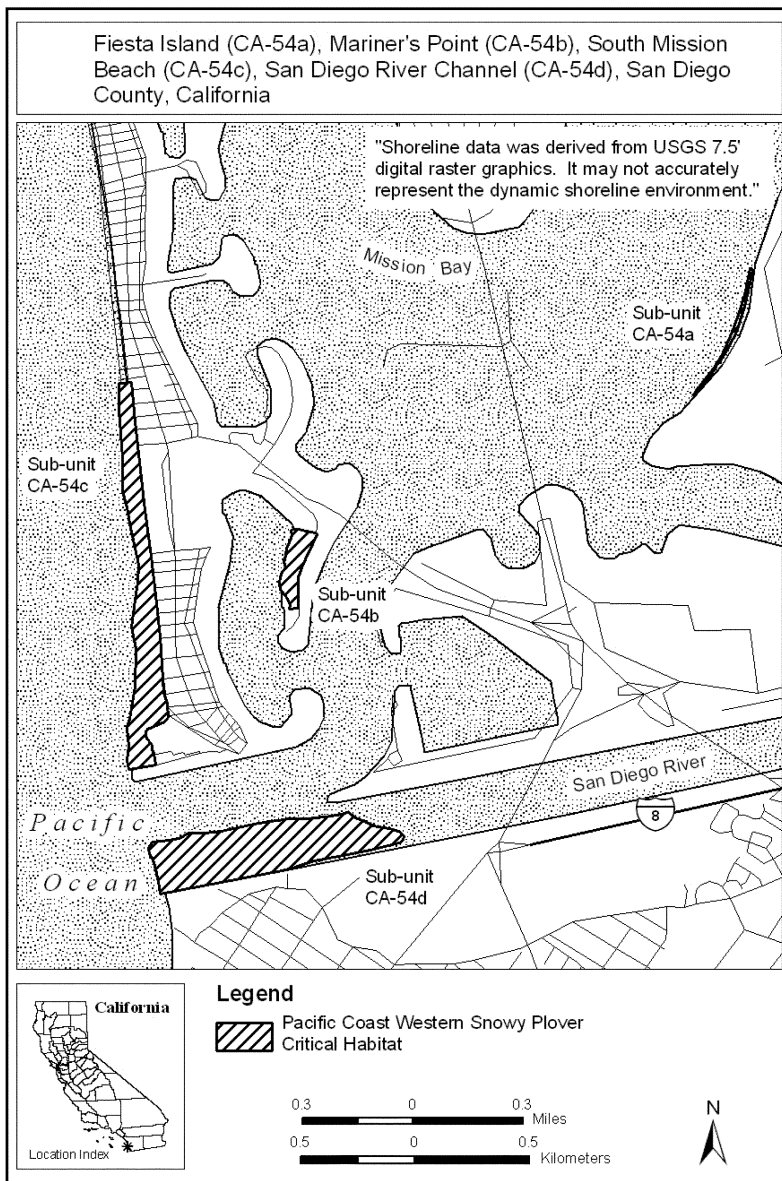 Fiesta Island (CA-54a), Mariner's Point (CA-54b), South Mission
Beach (CA-54c), San Diego River Channel (CA-54d), San Diego
County, California
"Shoreline data was derived from USGS 7.5'
digital raster graphics. It may not accurately
represent the dynamic shoreline environment."
Mission Bay
Sub-unit
CA-54a
Sub-unit
CA-54c
Sub-unit
CA-54b
San Diego River
8
Pacific
Ocean
Sub-unit
CA-54d
California
Location Index
Legend
Pacific Coast Western Snowy Plover
Critical Habitat
0.3 0 0.3
Miles
0.5 0 0.5
Kilometers
N